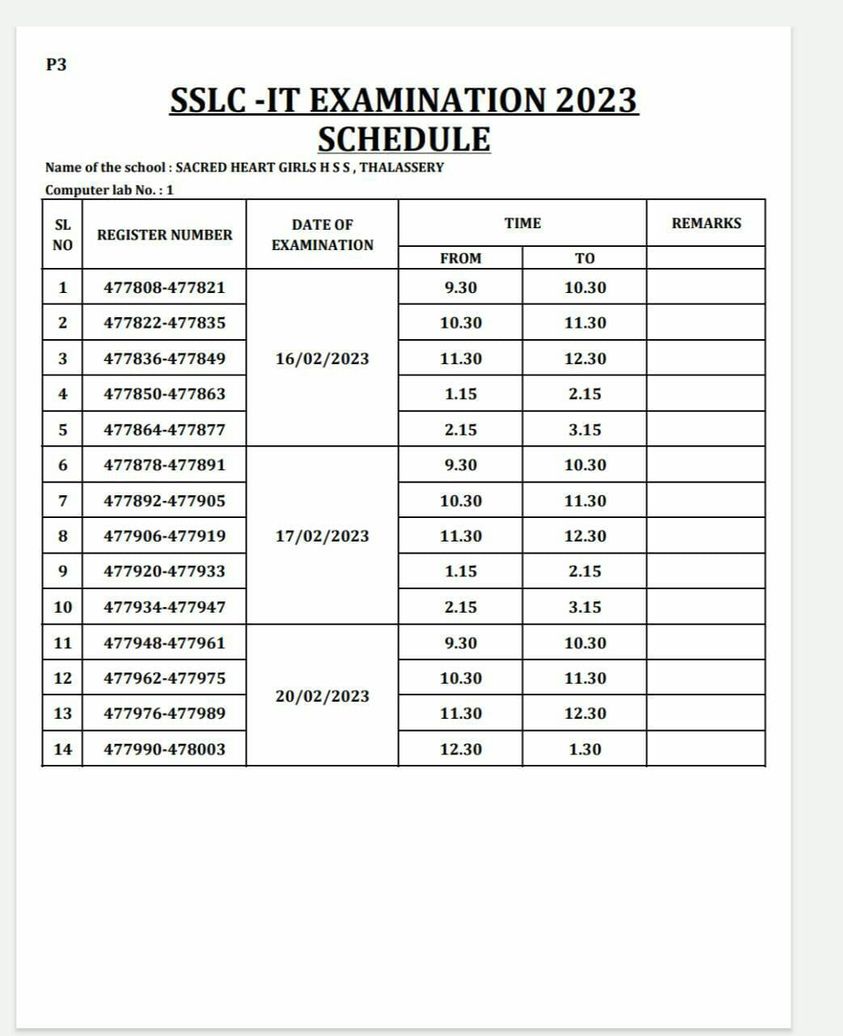 P3
SSLC -IT EXAMINATION 2023
SCHEDULE
Name of the school : SACRED HEART GIRLS H S S , THALASSERY
Computer lab No. : 1
SL NO REGISTER NUMBER DATE OF EXAMINATION TIME REMARKS
FROM TO
1 477808-477821 9.30 10.30
2 477822-477835 10.30 11.30
3 477836-477849 16/02/2023 11.30 12.30
4 477850-477863 1.15 2.15
5 477864-477877 2.15 3.15
6 477878-477891 9.30 10.30
7 477892-477905 10.30 11.30
8 477906-477919 17/02/2023 11.30 12.30
9 477920-477933 1.15 2.15
10 477934-477947 2.15 3.15
11 477948-477961 9.30 10.30
12 477962-477975 20/02/2023 10.30 11.30
13 477976-477989 11.30 12.30
14 477990-478003 12.30 1.30